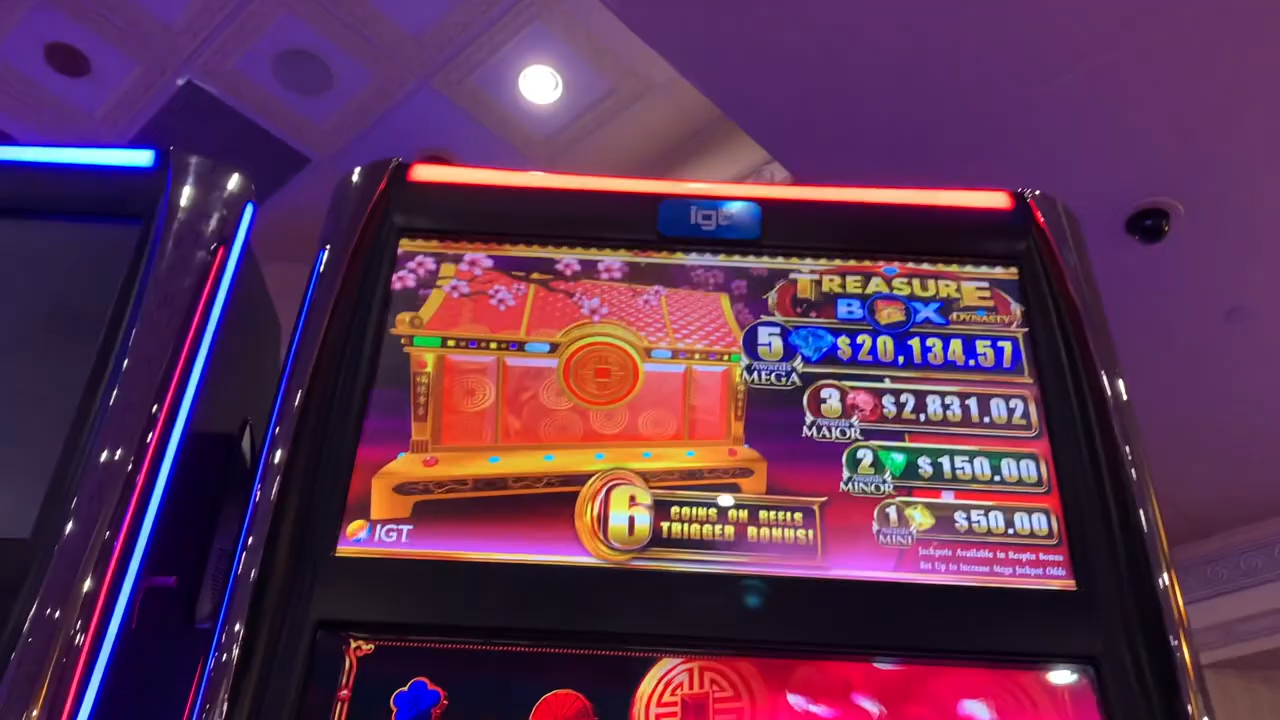 igt
TREASURE
BOX
DYNASTY
5 Awards MEGA $20,134.57
3 Awards MAJOR $2,831.02
2 Awards MINOR $150.00
1 Awards MINI $50.00
6 COINS ON REELS
TRIGGER BONUS!
IGT
Jackpots Available in Respin Bonus
Bet Up to Increase Mega Jackpot Odds